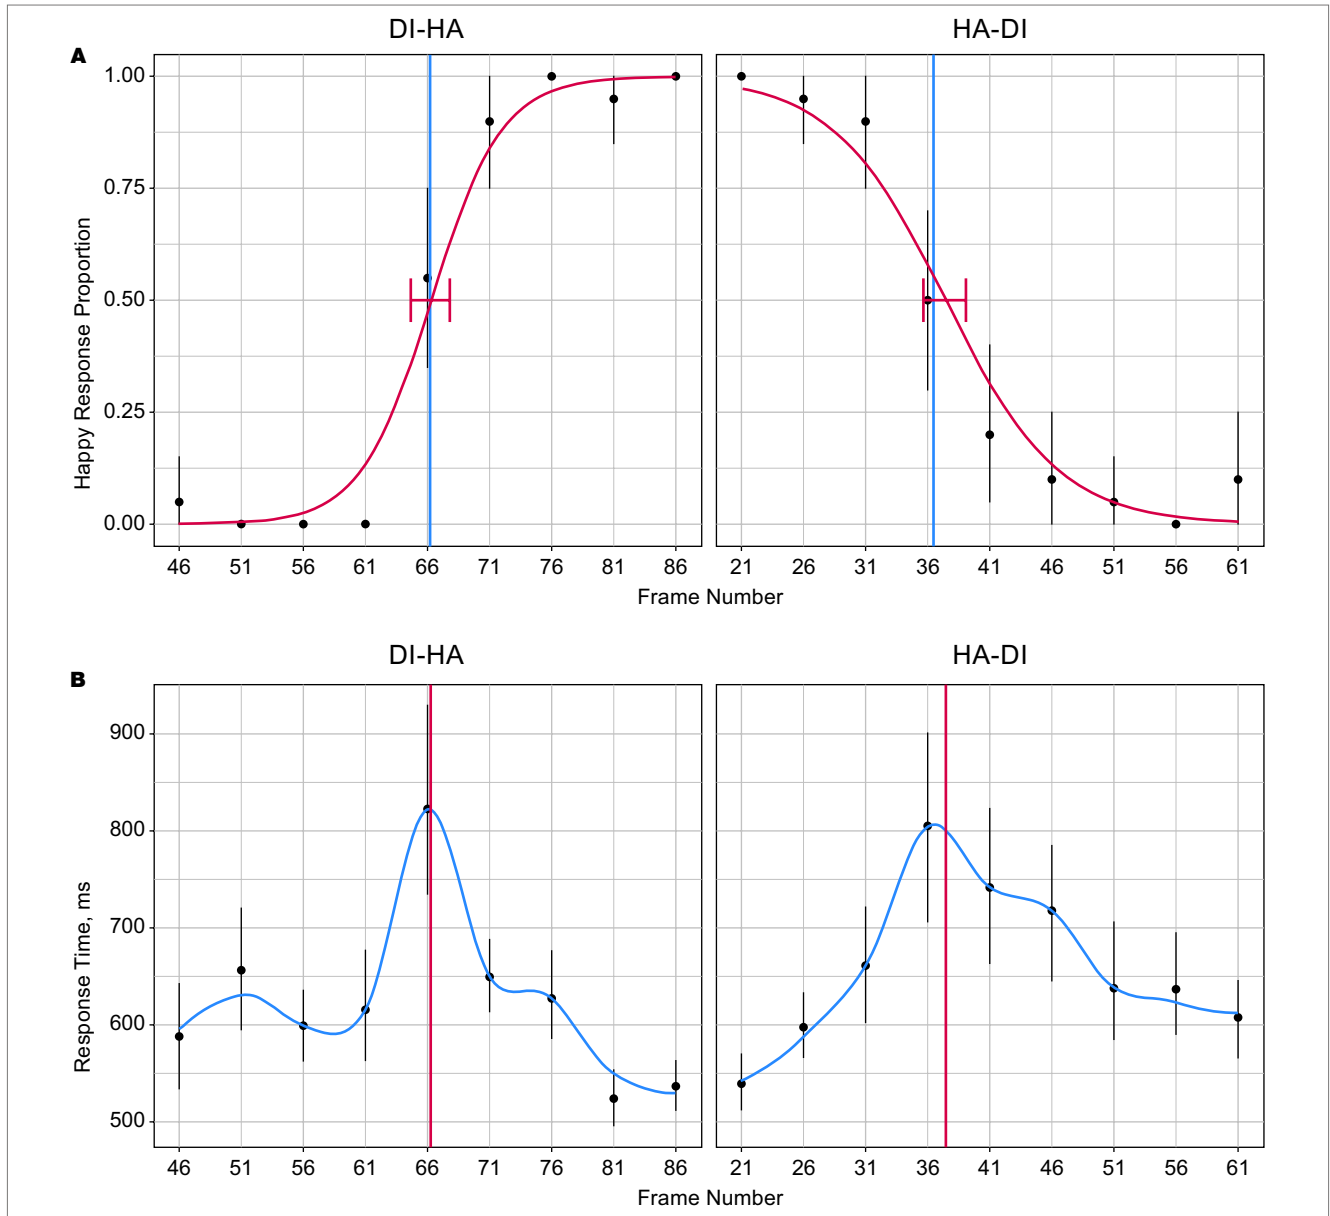 DI-HA HA-DI
A
1.00
0.75
0.50
0.25
0.00
Happy Response Proportion
46 51 56 61 66 71 76 81 86 21 26 31 36 41 46 51 56 61
Frame Number
DI-HA HA-DI
B
900
800
700
600
500
Response Time, ms
46 51 56 61 66 71 76 81 86 21 26 31 36 41 46 51 56 61
Frame Number